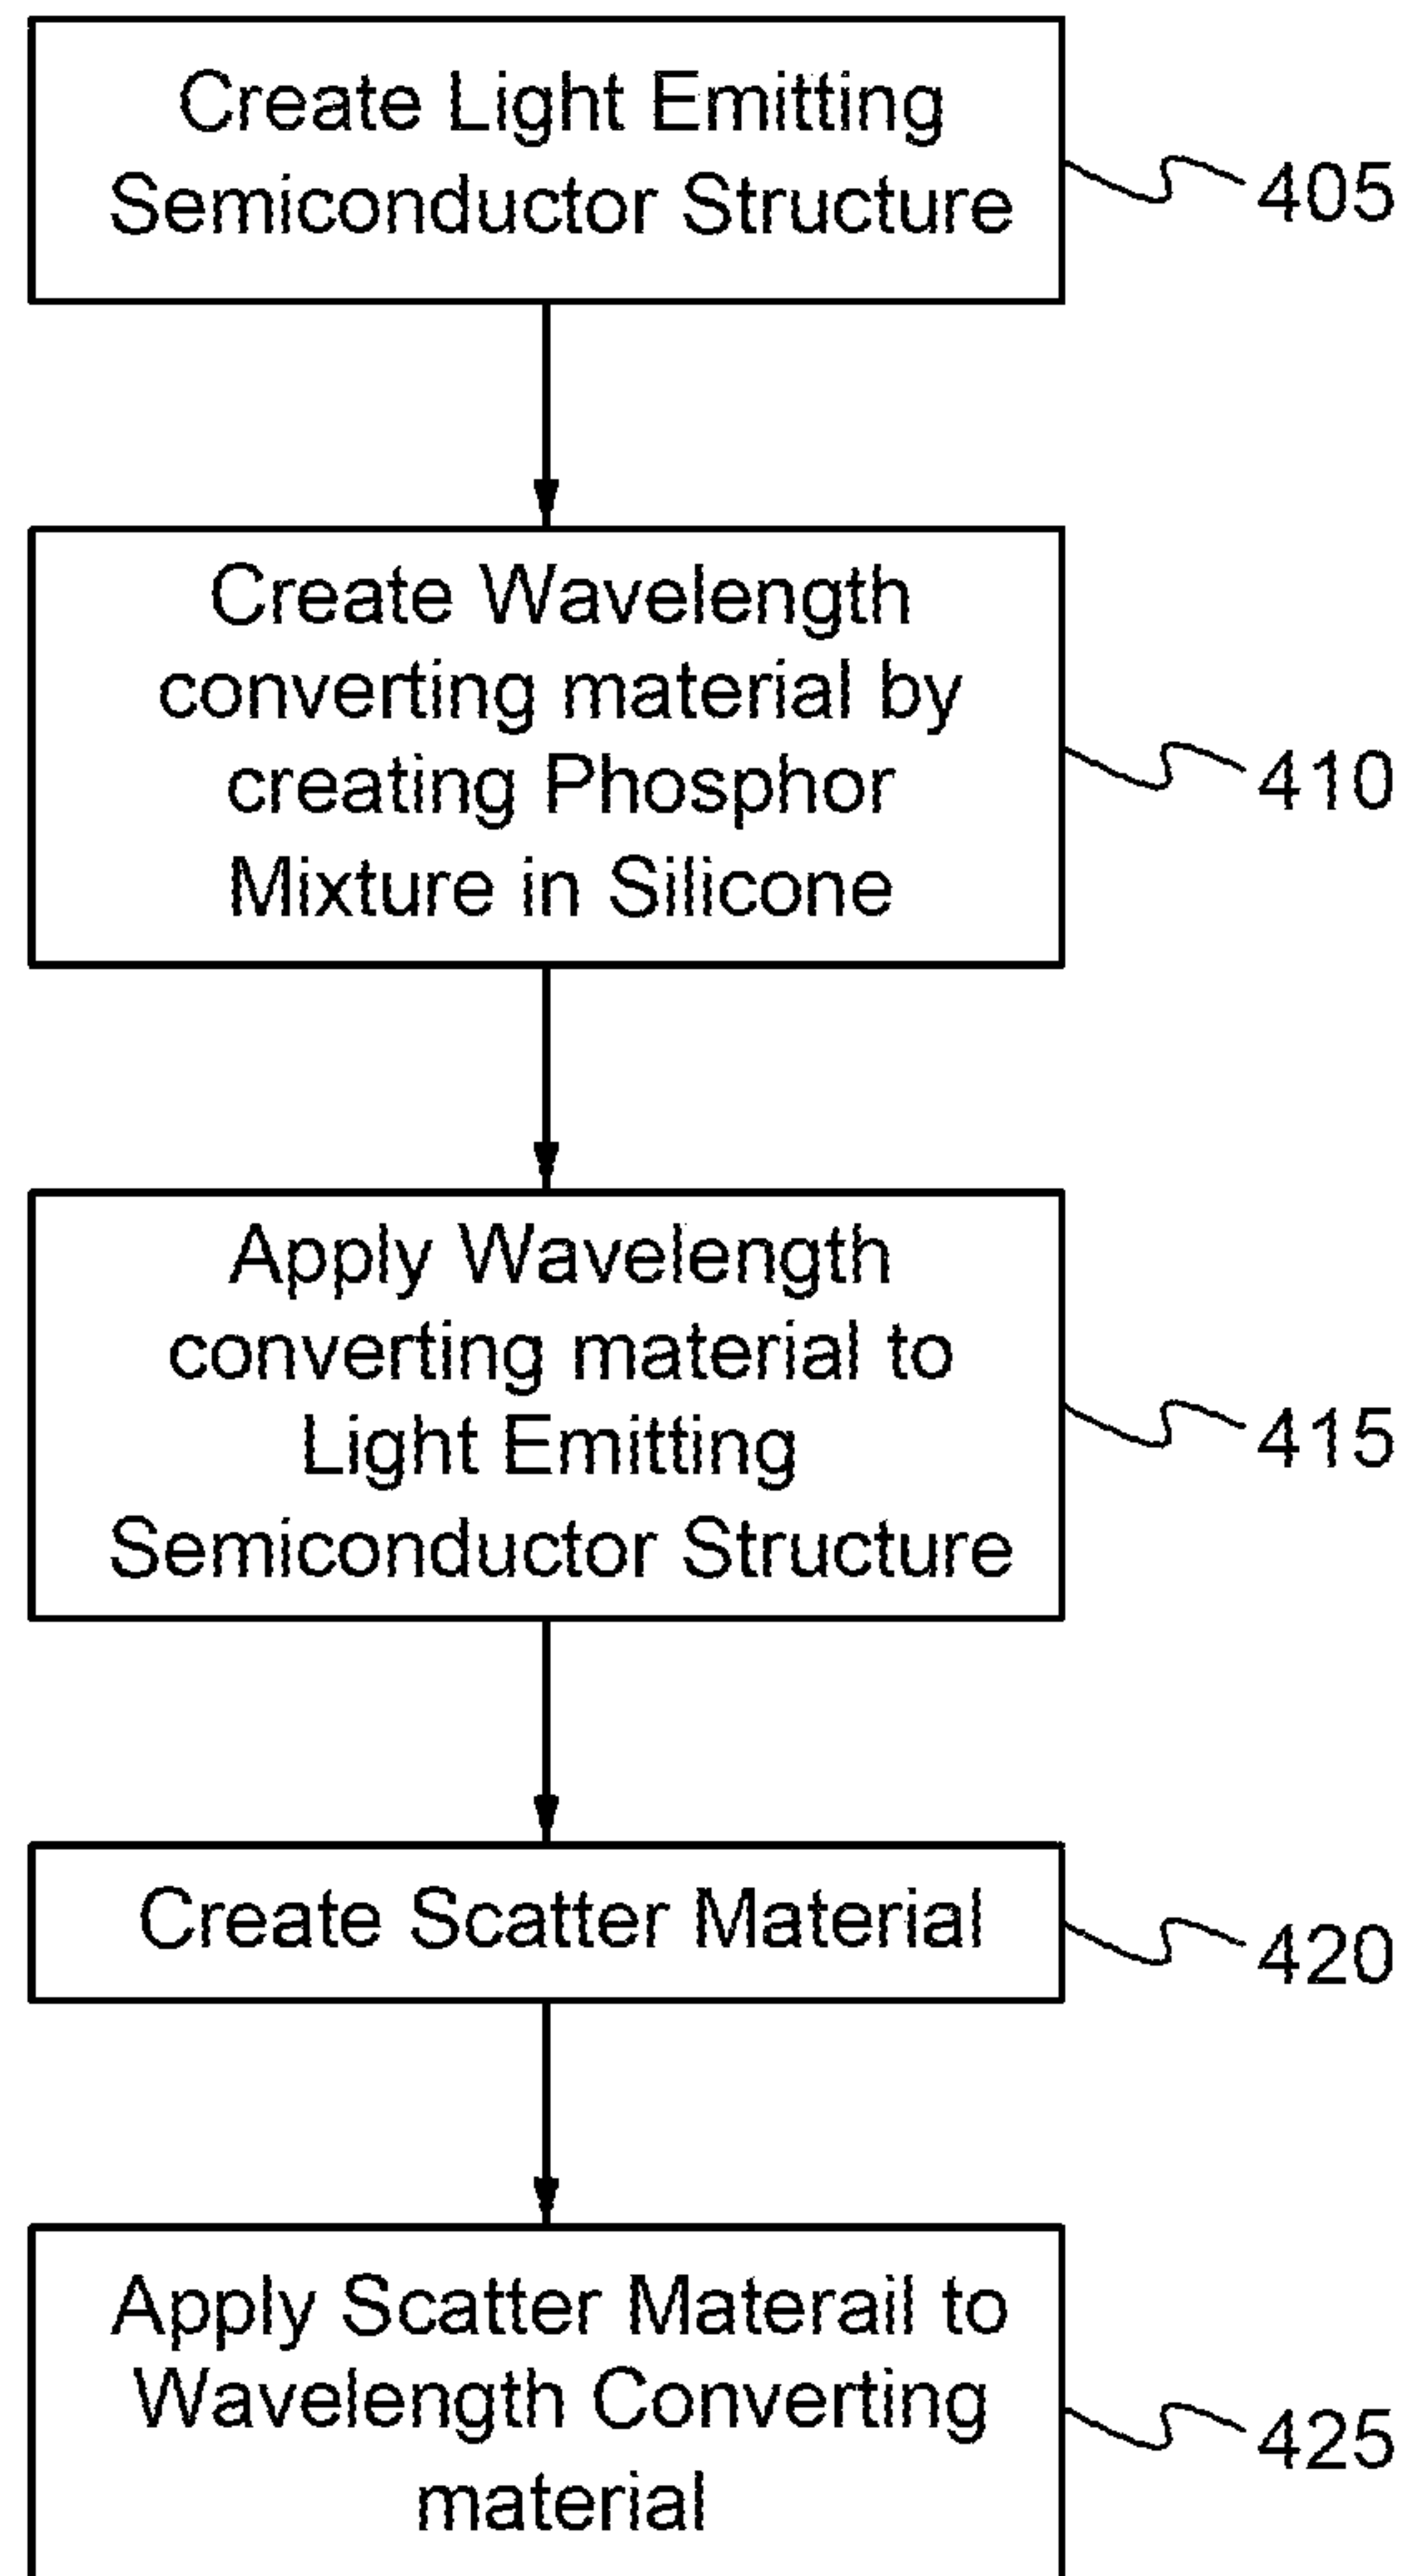 Create Light Emitting
Semiconductor Structure
405
Create Wavelength
converting material by
creating Phosphor
Mixture in Silicone
410
Apply Wavelength
converting material to
Light Emitting
Semiconductor Structure
415
Create Scatter Material
420
Apply Scatter Materail to
Wavelength Converting
material
425